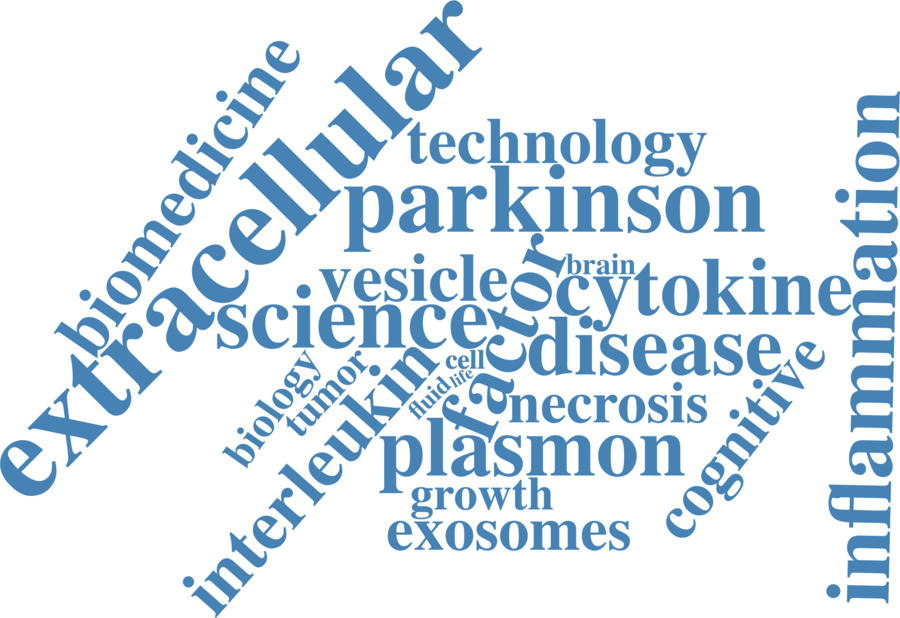 extracellular
biomedicine
technology
parkinson
inflammation
brain
vesicle
cytokine
science
factor
disease
cell
life
fluid
biology
tumor
interleukin
necrosis
cognitive
plasmon
growth
exosomes